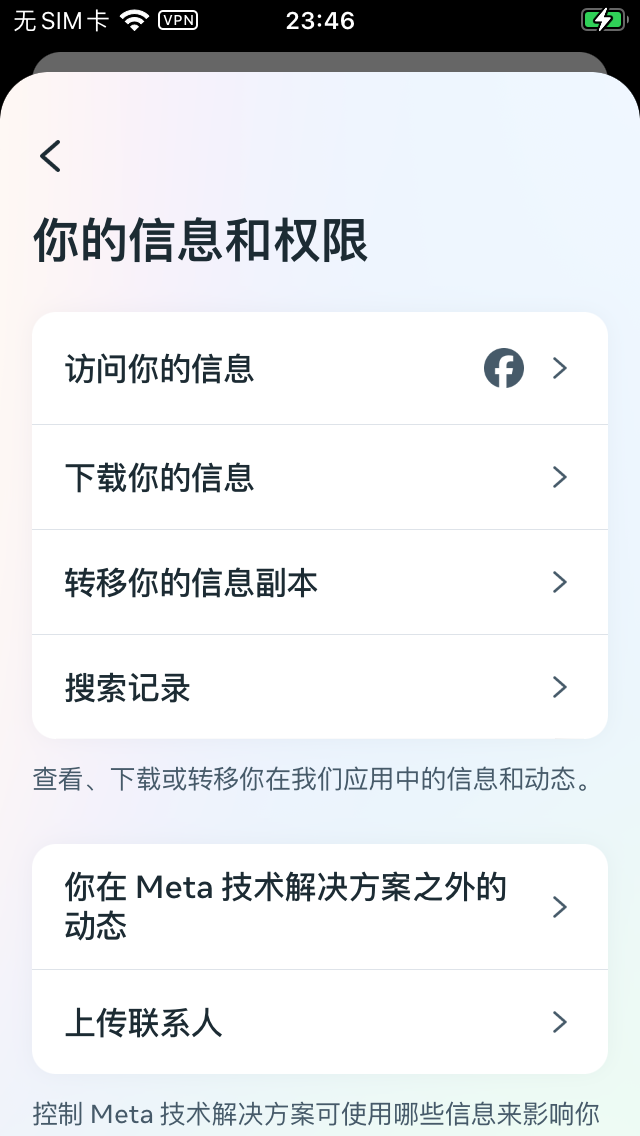 无SIM卡 VPN 23:46
你的信息和权限
访问你的信息
下载你的信息
转移你的信息副本
搜索记录
查看、下载或转移你在我们应用中的信息和动态。
你在 Meta 技术解决方案之外的
动态
上传联系人
控制 Meta 技术解决方案可使用哪些信息来影响你